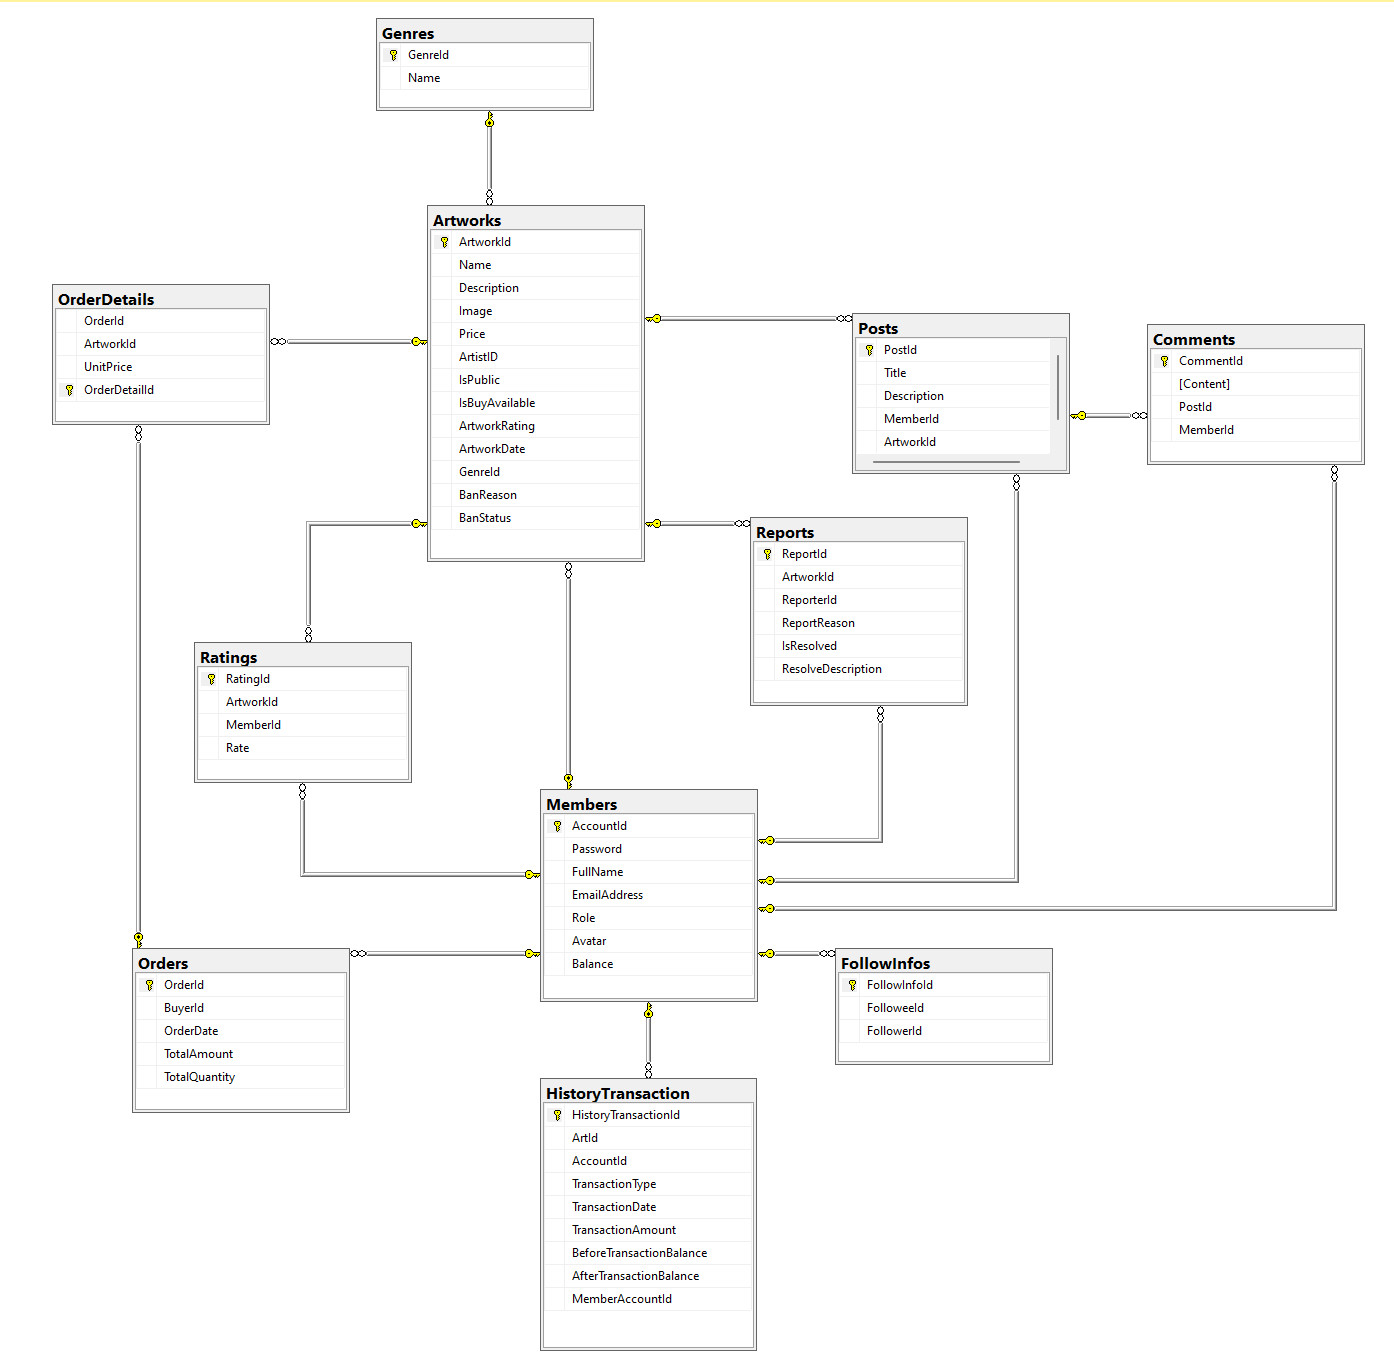 Genres
GenreId
Name
Artworks
ArtworkId
Name
Description
Image
Price
ArtistID
IsPublic
IsBuyAvailable
ArtworkRating
ArtworkDate
GenreId
BanReason
BanStatus
OrderDetails
OrderId
ArtworkId
UnitPrice
OrderDetailId
Posts
PostId
Title
Description
MemberId
ArtworkId
Comments
CommentId
[Content]
PostId
MemberId
Reports
ReportId
ArtworkId
ReporterId
ReportReason
IsResolved
ResolveDescription
Ratings
RatingId
ArtworkId
MemberId
Rate
Members
AccountId
Password
FullName
EmailAddress
Role
Avatar
Balance
Orders
OrderId
BuyerId
OrderDate
TotalAmount
TotalQuantity
FollowInfos
FollowInfoId
FolloweeId
FollowerId
HistoryTransaction
HistoryTransactionId
ArtId
AccountId
TransactionType
TransactionDate
TransactionAmount
BeforeTransactionBalance
AfterTransactionBalance
MemberAccountId